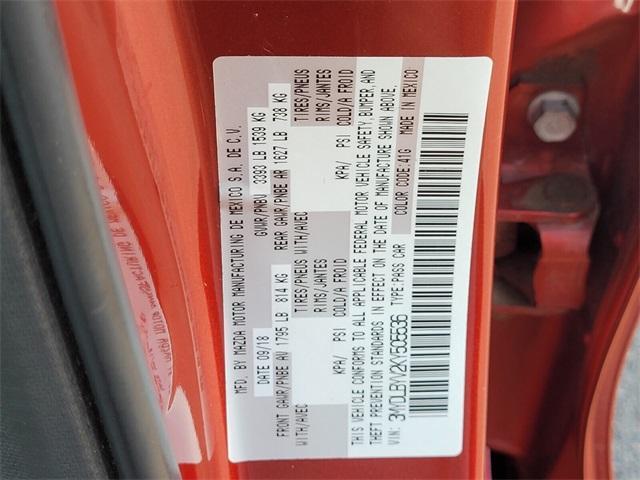 MFD. BY MAZDA MOTOR MANUFACTURING DE MEXICO S.A. DE C.V.
DATE 09/18 GVWR/PNBV 3393 LB 1539 KG
FRONT GAWR/PNBE AV 1795 LB 814 KG REAR GAWR/PNBE AR 1627 LB 738 KG
WITH/AVEC TIRES/PNEUS WITH/AVEC TIRES/PNEUS
RIMS/JANTES RIMS/JANTES
COLD/A FROID KPA/ PSI COLD/A FROID KPA/ PSI
THIS VEHICLE CONFORMS TO ALL APPLICABLE FEDERAL MOTOR VEHICLE SAFETY, BUMPER, AND
THEFT PREVENTION STANDARDS IN EFFECT ON THE DATE OF MANUFACTURE SHOWN ABOVE.
VIN: TYPE: PASS CAR COLOR CODE: 41G MADE IN MEXICO